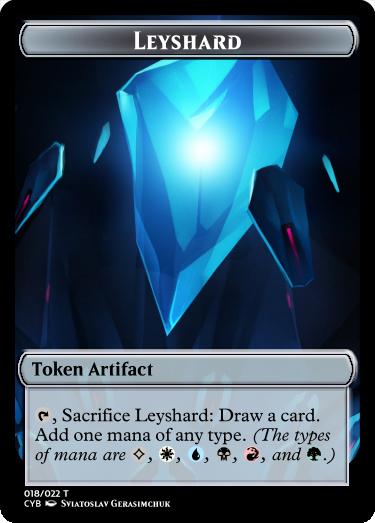 Leyshard
Token Artifact
, Sacrifice Leyshard: Draw a card.
Add one mana of any type. (The types
of mana are , , , , , and .)
018/022 T
CYB Sviatoslav Gerasimchuk